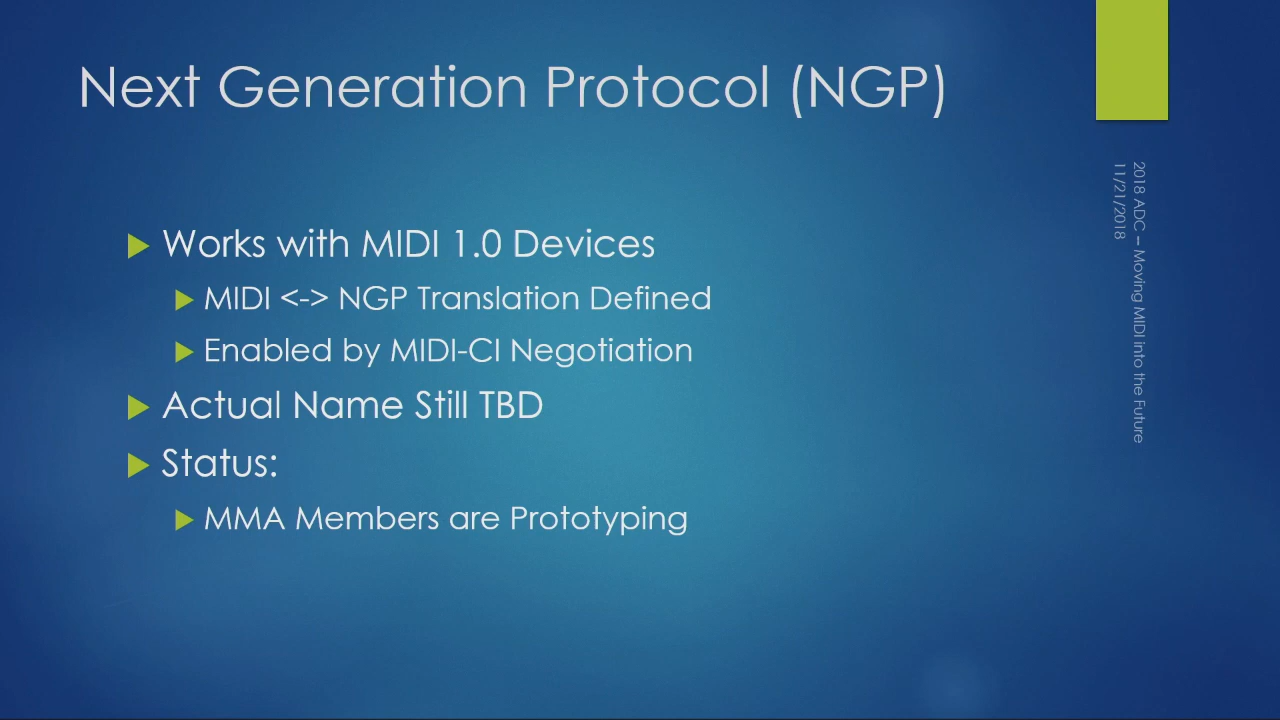 Next Generation Protocol (NGP)
Works with MIDI 1.0 Devices
MIDI <-> NGP Translation Defined
Enabled by MIDI-CI Negotiation
Actual Name Still TBD
Status:
MMA Members are Prototyping
2018 ADC – Moving MIDI into the Future
11/21/2018